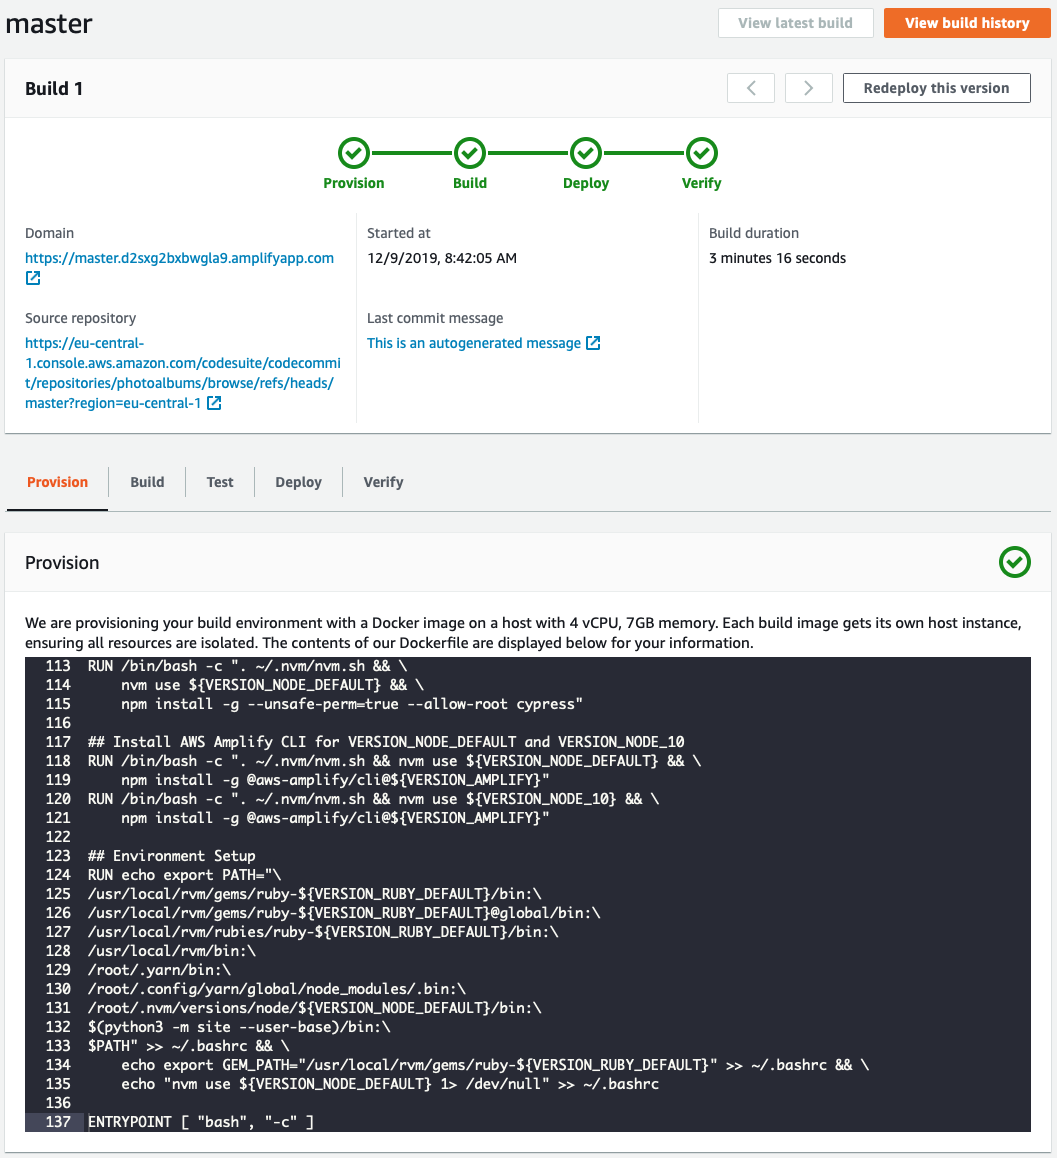 master
View latest build
View build history
Build 1
Redeploy this version
Provision
Build
Deploy
Verify
Domain
https://master.d2sxg2bxbwgla9.amplifyapp.com
Started at
12/9/2019, 8:42:05 AM
Build duration
3 minutes 16 seconds
Source repository
https://eu-central-
1.console.aws.amazon.com/codesuite/codecommi
t/repositories/photoalbums/browse/refs/heads/
master?region=eu-central-1
Last commit message
This is an autogenerated message
Provision
Build
Test
Deploy
Verify
Provision
We are provisioning your build environment with a Docker image on a host with 4 vCPU, 7GB memory. Each build image gets its own host instance,
ensuring all resources are isolated. The contents of our Dockerfile are displayed below for your information.
113 RUN /bin/bash -c ". ~/.nvm/nvm.sh && \
114     nvm use ${VERSION_NODE_DEFAULT} && \
115     npm install -g --unsafe-perm=true --allow-root cypress"
116
117 ## Install AWS Amplify CLI for VERSION_NODE_DEFAULT and VERSION_NODE_10
118 RUN /bin/bash -c ". ~/.nvm/nvm.sh && nvm use ${VERSION_NODE_DEFAULT} && \
119     npm install -g @aws-amplify/cli@${VERSION_AMPLIFY}"
120 RUN /bin/bash -c ". ~/.nvm/nvm.sh && nvm use ${VERSION_NODE_10} && \
121     npm install -g @aws-amplify/cli@${VERSION_AMPLIFY}"
122
123 ## Environment Setup
124 RUN echo export PATH="\
125 /usr/local/rvm/gems/ruby-${VERSION_RUBY_DEFAULT}/bin:\
126 /usr/local/rvm/gems/ruby-${VERSION_RUBY_DEFAULT}@global/bin:\
127 /usr/local/rvm/rubies/ruby-${VERSION_RUBY_DEFAULT}/bin:\
128 /usr/local/rvm/bin:\
129 /root/.yarn/bin:\
130 /root/.config/yarn/global/node_modules/.bin:\
131 /root/.nvm/versions/node/${VERSION_NODE_DEFAULT}/bin:\
132 $(python3 -m site --user-base)/bin:\
133 $PATH" >> ~/.bashrc && \
134     echo export GEM_PATH="/usr/local/rvm/gems/ruby-${VERSION_RUBY_DEFAULT}" >> ~/.bashrc && \
135     echo "nvm use ${VERSION_NODE_DEFAULT} 1> /dev/null" >> ~/.bashrc
136
137 ENTRYPOINT [ "bash", "-c" ]